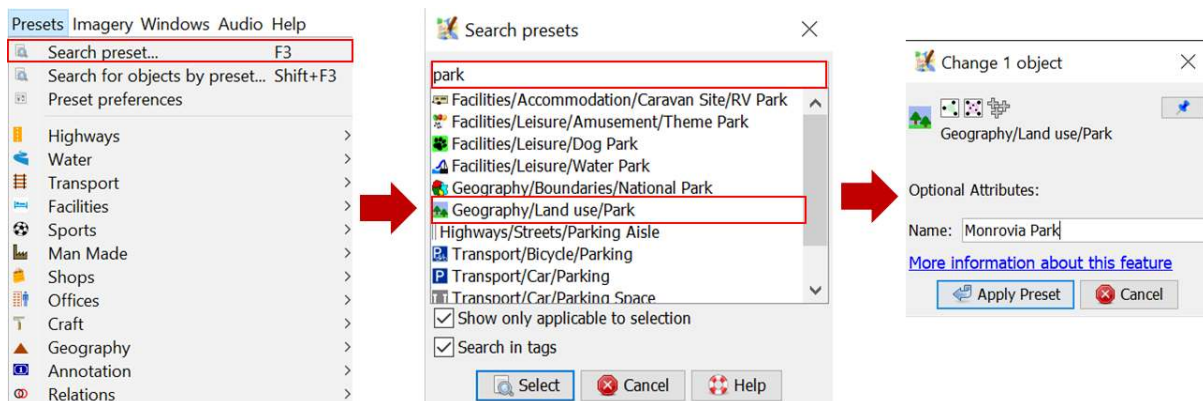 Presets Imagery Windows Audio Help
Search preset... F3
Search for objects by preset... Shift+F3
Preset preferences
Highways
Water
Transport
Facilities
Sports
Man Made
Shops
Offices
Craft
Geography
Annotation
Relations
Search presets
park
Facilities/Accommodation/Caravan Site/RV Park
Facilities/Leisure/Amusement/Theme Park
Facilities/Leisure/Dog Park
Facilities/Leisure/Water Park
Geography/Boundaries/National Park
Geography/Land use/Park
Highways/Streets/Parking Aisle
Transport/Bicycle/Parking
Transport/Car/Parking
Transport/Car/Parking Space
Show only applicable to selection
Search in tags
Select Cancel Help
Change 1 object
Geography/Land use/Park
Optional Attributes:
Name: Monrovia Park
More information about this feature
Apply Preset Cancel